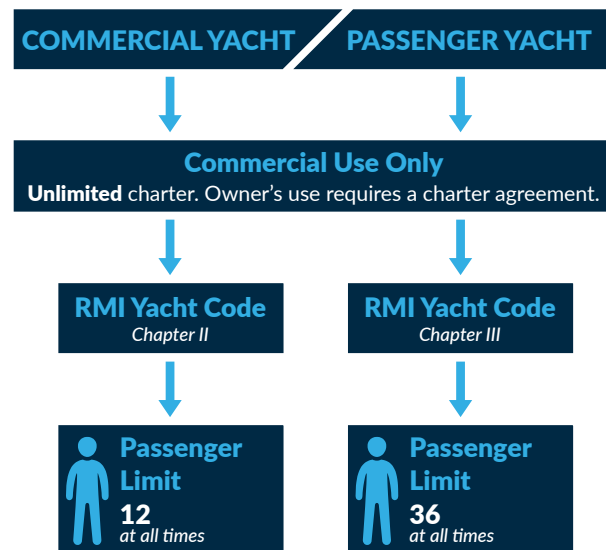 COMMERCIAL YACHT
PASSENGER YACHT
Commercial Use Only
Unlimited charter. Owner’s use requires a charter agreement.
RMI Yacht Code
Chapter II
RMI Yacht Code
Chapter III
Passenger
Limit
12
at all times
Passenger
Limit
36
at all times